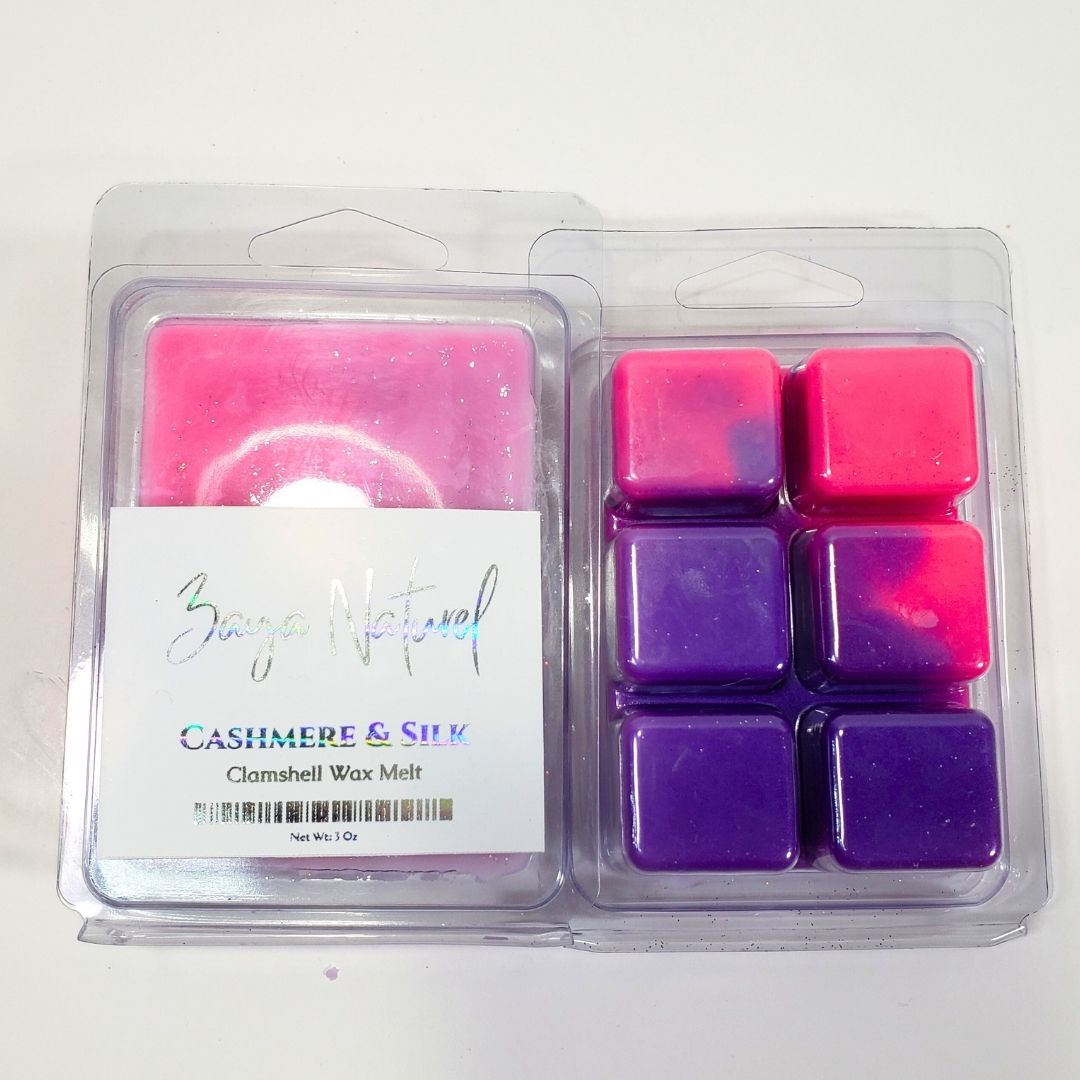 Zaya Naturel
CASHMERE & SILK
Clamshell Wax Melt
Net Wt: 3 Oz